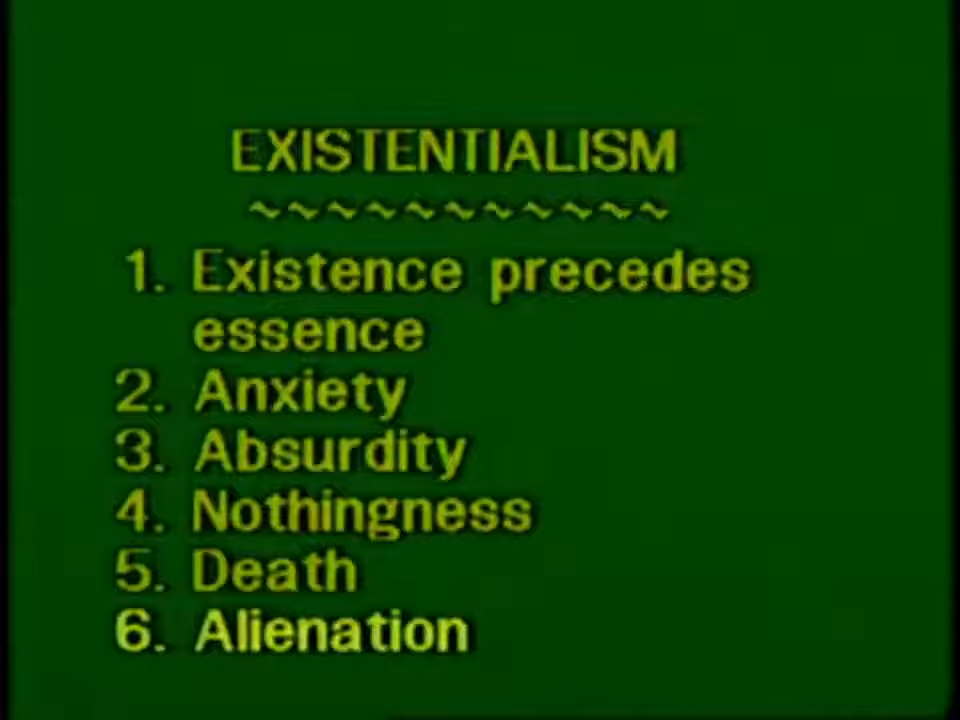 EXISTENTIALISM
~~~~~~~~~~~
1. Existence precedes
essence
2. Anxiety
3. Absurdity
4. Nothingness
5. Death
6. Alienation